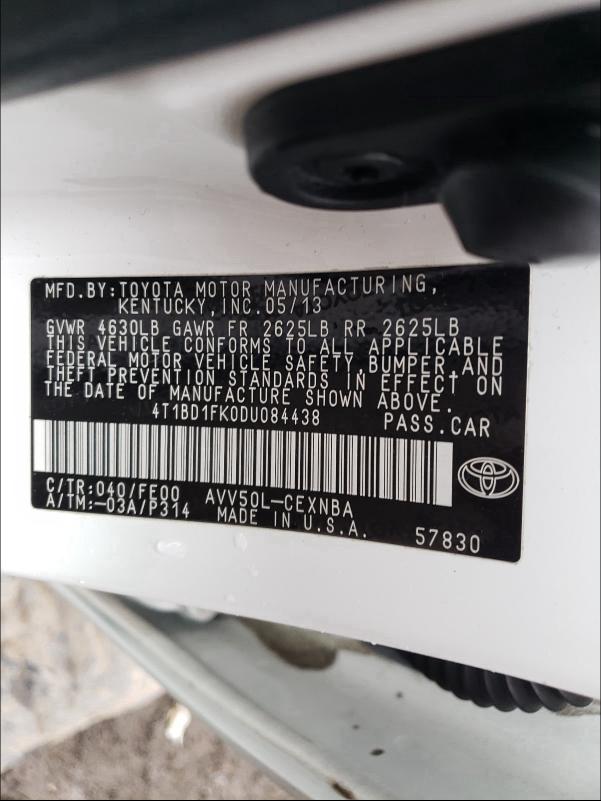 MFD.BY:TOYOTA MOTOR MANUFACTURING,
KENTUCKY,INC.05/13
GVWR 4630LB GAWR FR 2625LB RR 2625LB
THIS VEHICLE CONFORMS TO ALL APPLICABLE
FEDERAL MOTOR VEHICLE SAFETY,BUMPER,AND
THEFT PREVENTION STANDARDS IN EFFECT ON
THE DATE OF MANUFACTURE SHOWN ABOVE.
4T1BD1FK0DU084438 PASS.CAR
C/TR:040/FE00 AVV50L-CEXNBA
A/TM:-03A/P314 MADE IN U.S.A. 57830